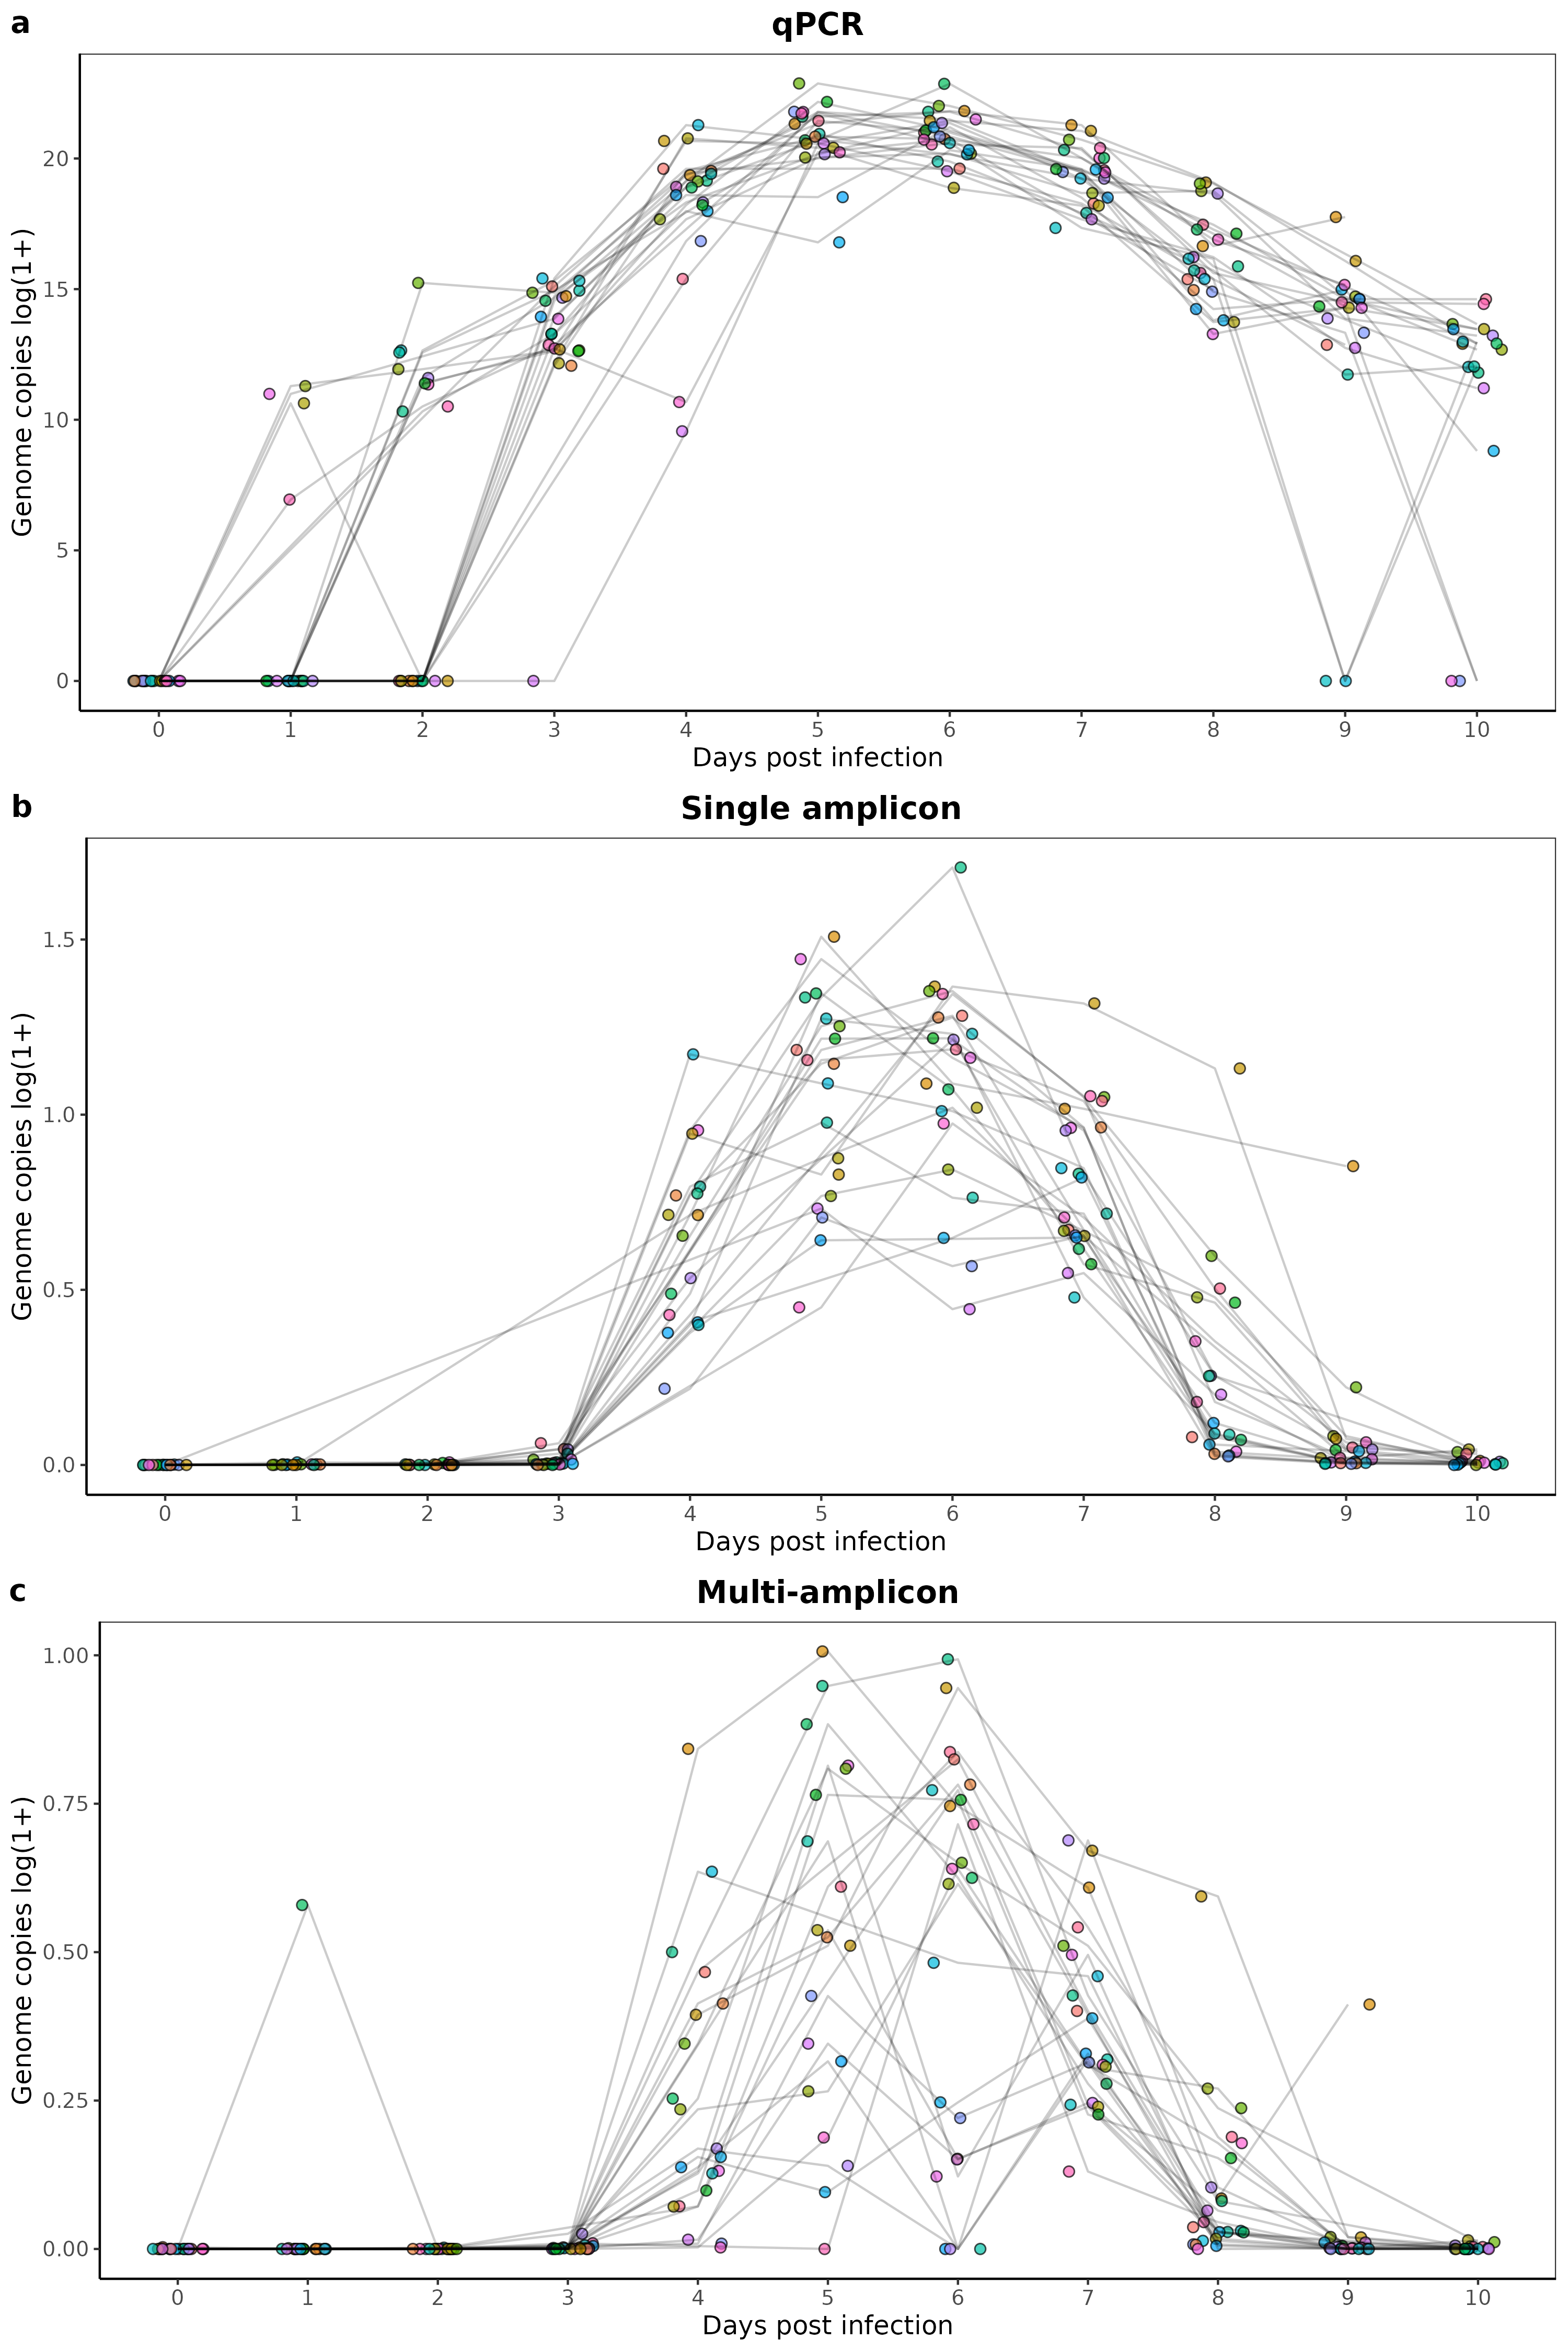 a
qPCR
Genome copies log(1+)
20
15
10
5
0
0 1 2 3 4 5 6 7 8 9 10
Days post infection
b
Single amplicon
Genome copies log(1+)
1.5
1.0
0.5
0.0
0 1 2 3 4 5 6 7 8 9 10
Days post infection
c
Multi-amplicon
Genome copies log(1+)
1.00
0.75
0.50
0.25
0.00
0 1 2 3 4 5 6 7 8 9 10
Days post infection